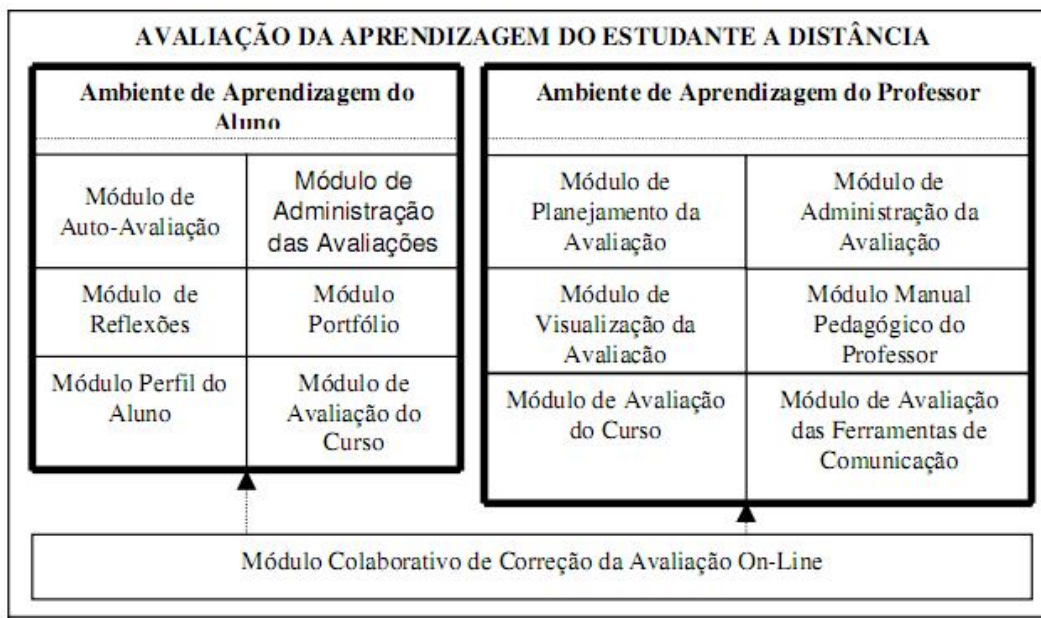 AVALIAÇÃO DA APRENDIZAGEM DO ESTUDANTE A DISTÂNCIA
Ambiente de Aprendizagem do
Aluno
Módulo de
Auto-Avaliação
Módulo de
Administração
das Avaliações
Módulo de
Reflexões
Módulo
Portfólio
Módulo Perfil do
Aluno
Módulo de
Avaliação do
Curso
Ambiente de Aprendizagem do Professor
Módulo de
Planejamento da
Avaliação
Módulo de
Administração da
Avaliação
Módulo de
Visualização da
Avaliação
Módulo Manual
Pedagógico do
Professor
Módulo de Avaliação
do Curso
Módulo de Avaliação
das Ferramentas de
Comunicação
Módulo Colaborativo de Correção da Avaliação On-Line